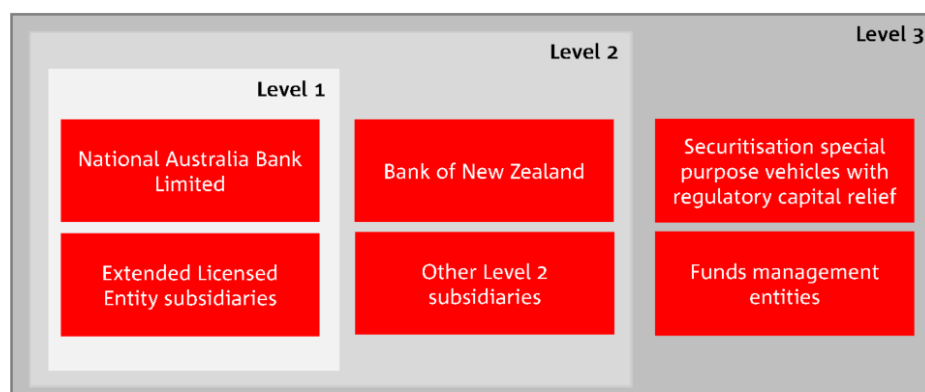 Level 3
Level 2
Level 1
National Australia Bank
Limited
Bank of New Zealand
Securitisation special
purpose vehicles with
regulatory capital relief
Extended Licensed
Entity subsidiaries
Other Level 2
subsidiaries
Funds management
entities